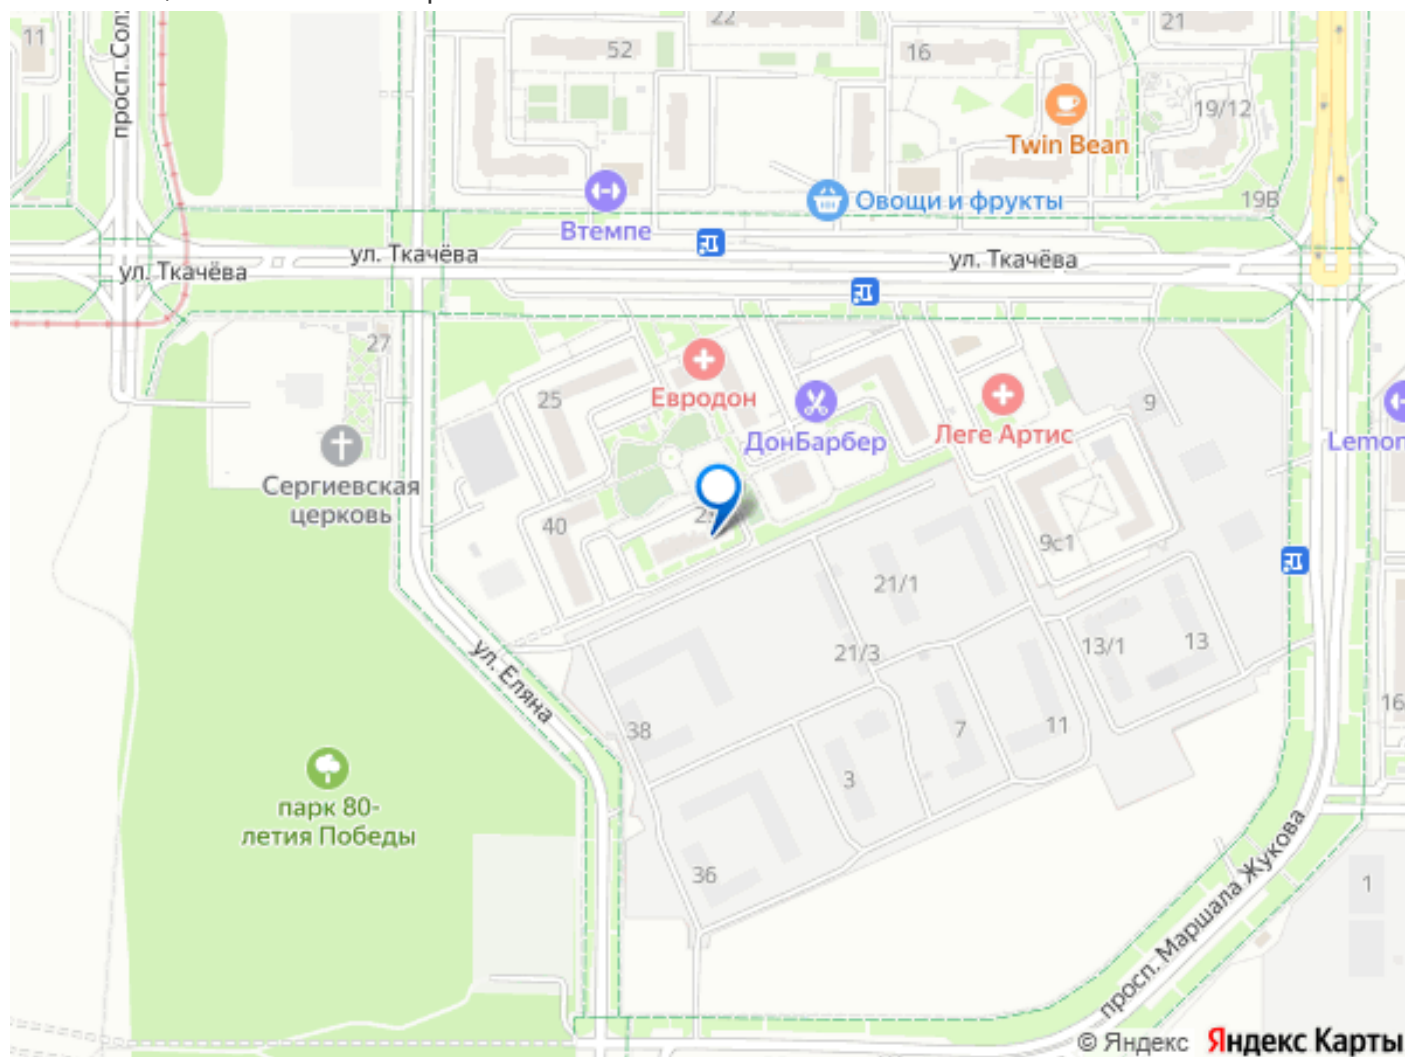 22
21
11
просп. Солж
52
16
19/12
Twin Bean
19В
Овощи и фрукты
Втемпе
ул. Ткачёва
ул. Ткачёва
ул. Ткачёва
27
Евродон
25
9
ДонБарбер
Леге Артис
Lemon
Сергиевская
церковь
40
9с1
21/1
21/3
13/1
13
ул. Еляна
38
11
7
16
3
парк 80-
летия Победы
36
просп. Маршала Жукова
1
© Яндекс Яндекс Карты